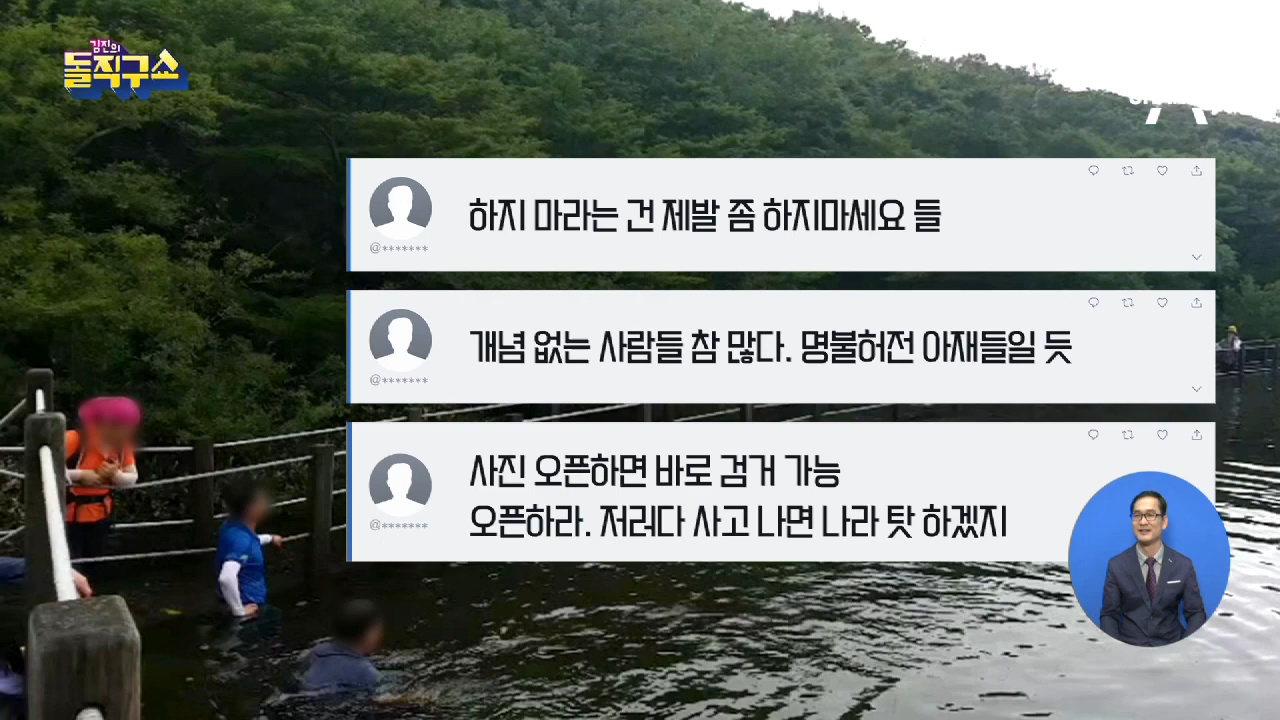 김진의
돌직구쇼
@*******
하지 마라는 건 제발 좀 하지마세요 들
@*******
개념 없는 사람들 참 많다. 명불허전 아재들일 듯
@*******
사진 오픈하면 바로 검거 가능
오픈하라. 저러다 사고 나면 나라 탓 하겠지